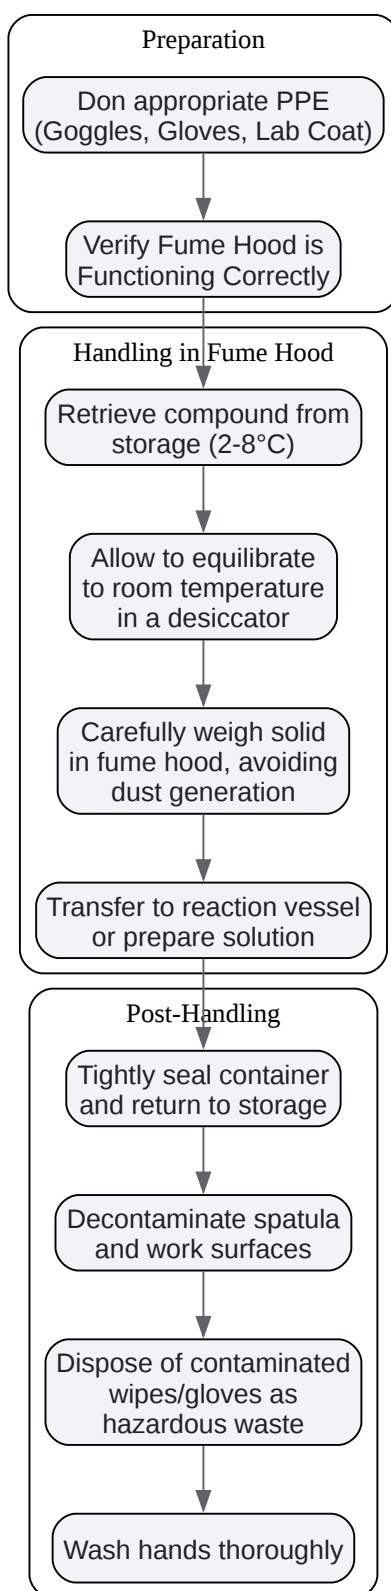 Preparation
Don appropriate PPE
(Goggles, Gloves, Lab Coat)
Verify Fume Hood is
Functioning Correctly
Handling in Fume Hood
Retrieve compound from
storage (2-8°C)
Allow to equilibrate
to room temperature
in a desiccator
Carefully weigh solid
in fume hood, avoiding
dust generation
Transfer to reaction vessel
or prepare solution
Post-Handling
Tightly seal container
and return to storage
Decontaminate spatula
and work surfaces
Dispose of contaminated
wipes/gloves as
hazardous waste
Wash hands thoroughly